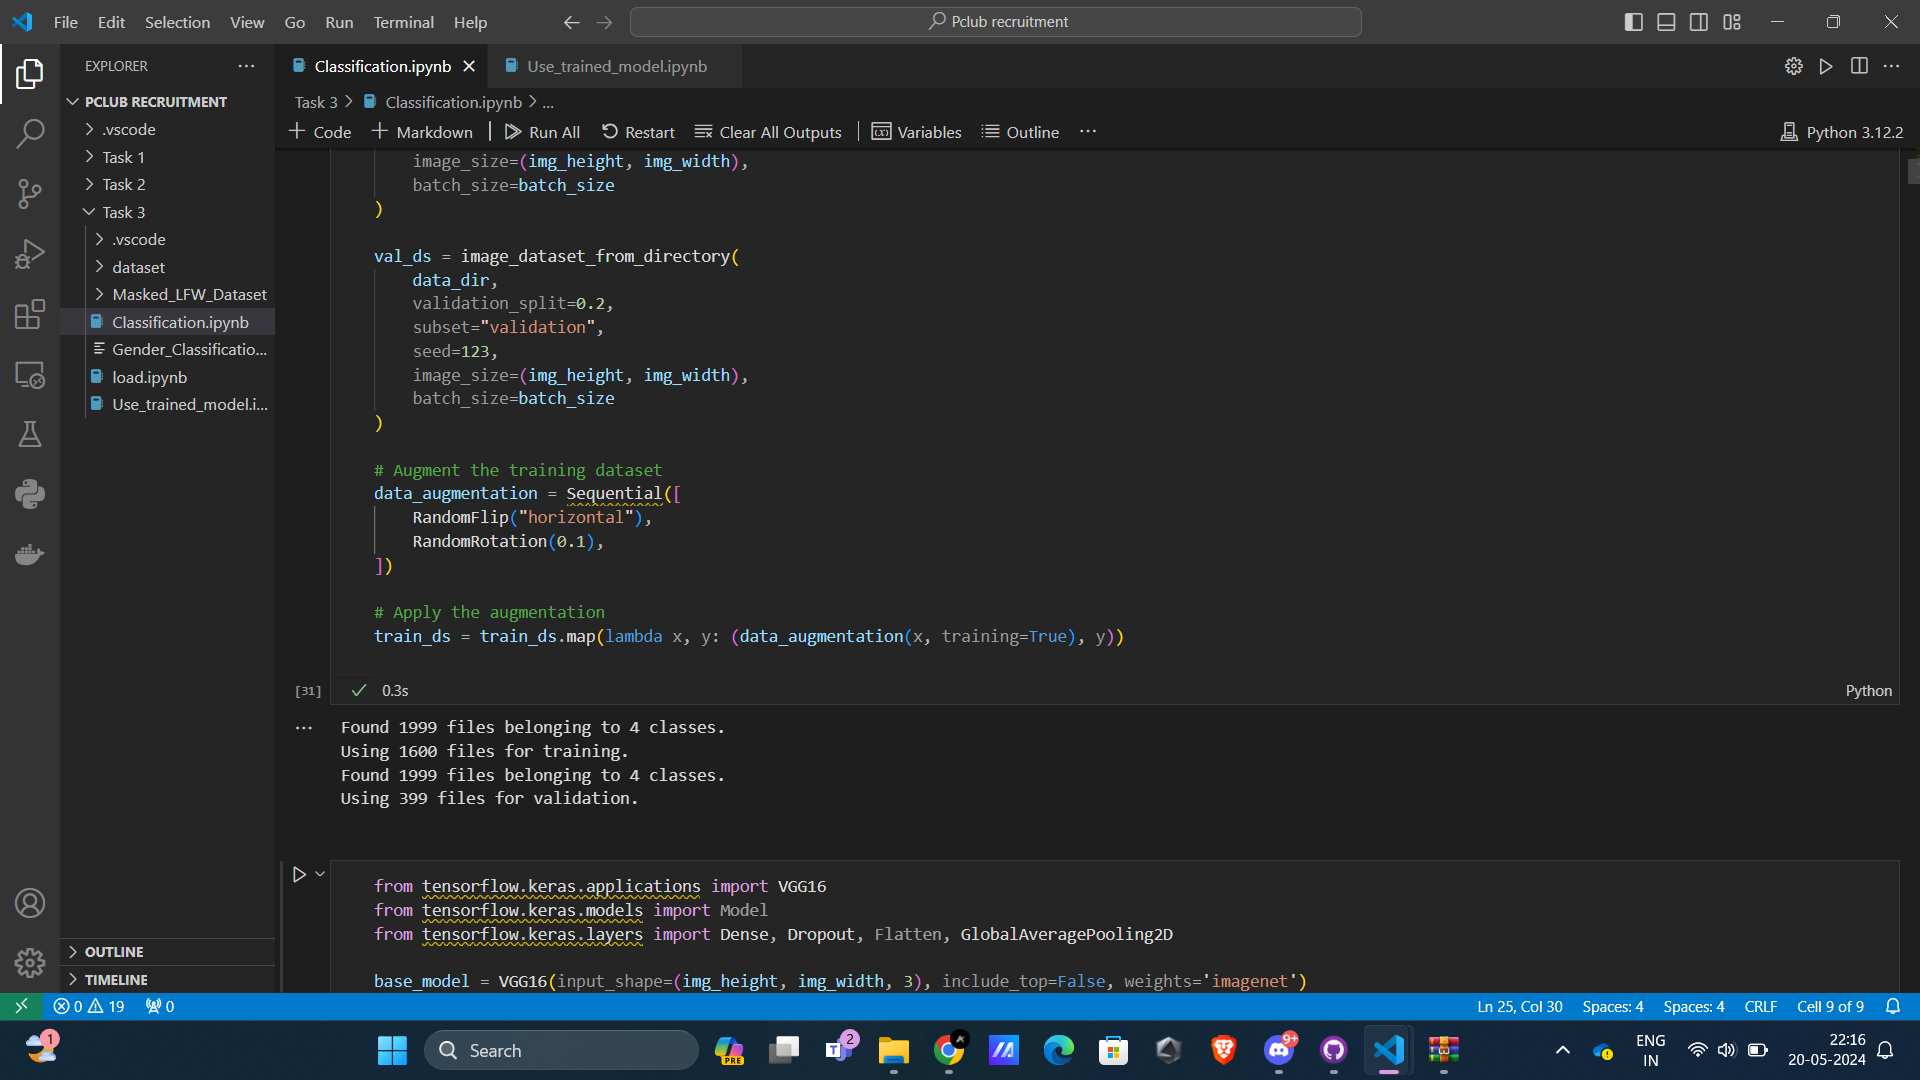 File Edit Selection View Go Run Terminal Help
Pclub recruitment
EXPLORER
PCLUB RECRUITMENT
.vscode
Task 1
Task 2
Task 3
.vscode
dataset
Masked_LFW_Dataset
Classification.ipynb
Gender_Classificatio...
load.ipynb
Use_trained_model.i...
OUTLINE
TIMELINE
Classification.ipynb
Use_trained_model.ipynb
Task 3 > Classification.ipynb > ...
Code Markdown Run All Restart Clear All Outputs Variables Outline ...
Python 3.12.2
image_size=(img_height, img_width),
batch_size=batch_size
)
val_ds = image_dataset_from_directory(
data_dir,
validation_split=0.2,
subset="validation",
seed=123,
image_size=(img_height, img_width),
batch_size=batch_size
)
# Augment the training dataset
data_augmentation = Sequential([
RandomFlip("horizontal"),
RandomRotation(0.1),
])
# Apply the augmentation
train_ds = train_ds.map(lambda x, y: (data_augmentation(x, training=True), y))
[31]
0.3s
Python
Found 1999 files belonging to 4 classes.
Using 1600 files for training.
Found 1999 files belonging to 4 classes.
Using 399 files for validation.
from tensorflow.keras.applications import VGG16
from tensorflow.keras.models import Model
from tensorflow.keras.layers import Dense, Dropout, Flatten, GlobalAveragePooling2D
base_model = VGG16(input_shape=(img_height, img_width, 3), include_top=False, weights='imagenet')
0 19 0
Ln 25, Col 30 Spaces: 4 Spaces: 4 CRLF Cell 9 of 9
1
Search
PRE
2
9+
ENG
IN
22:16
20-05-2024